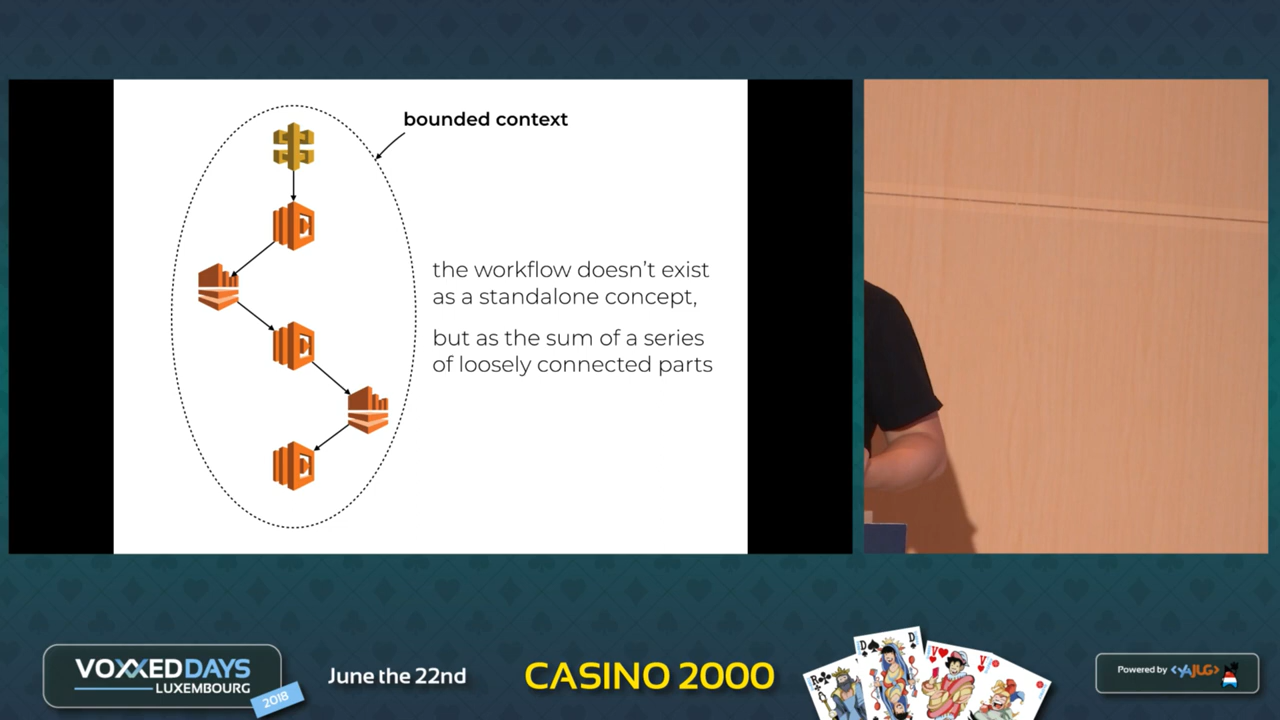 bounded context
the workflow doesn't exist
as a standalone concept,
but as the sum of a series
of loosely connected parts
VOXXEDDAYS
LUXEMBOURG
2018
June the 22nd
CASINO 2000
Powered by <YAJUG>